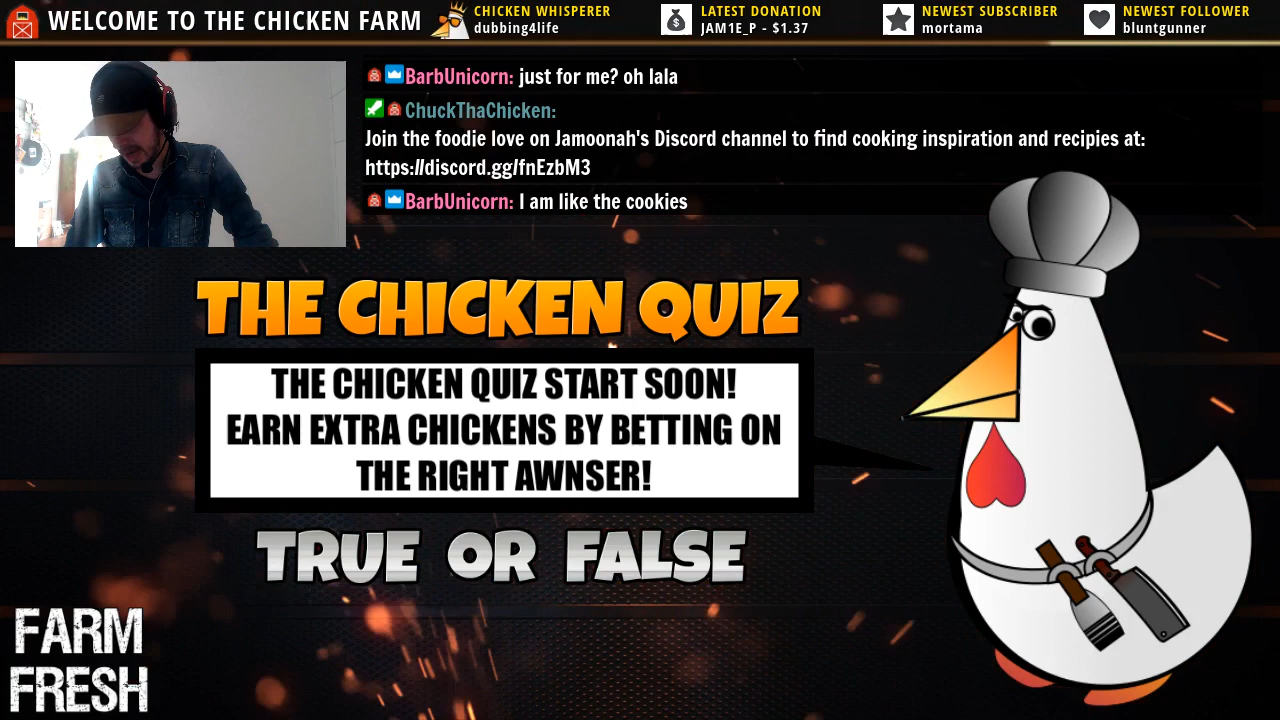 WELCOME TO THE CHICKEN FARM
CHICKEN WHISPERER
dubbing4life
LATEST DONATION
JAM1E_P - $1.37
NEWEST SUBSCRIBER
mortama
NEWEST FOLLOWER
bluntgunner
BarbUnicorn: just for me? oh lala
ChuckThaChicken:
Join the foodie love on Jamoonah's Discord channel to find cooking inspiration and recipies at:
https://discord.gg/fnEzbM3
BarbUnicorn: I am like the cookies
THE CHICKEN QUIZ
THE CHICKEN QUIZ START SOON!
EARN EXTRA CHICKENS BY BETTING ON
THE RIGHT AWNSER!
TRUE OR FALSE
FARM
FRESH